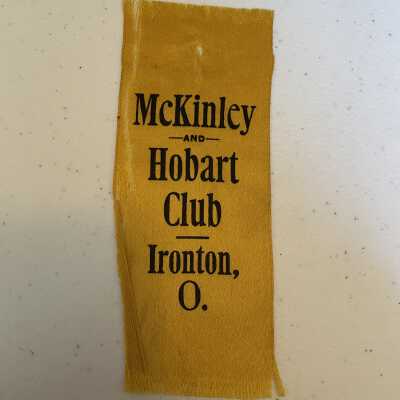 McKinley
—AND—
Hobart
Club
Ironton,
O.